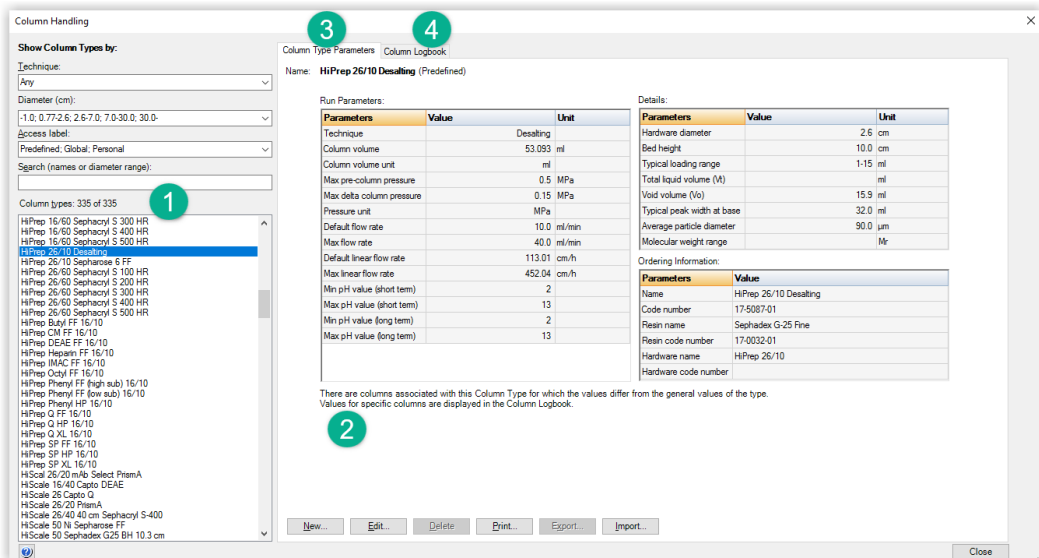 Column Handling
3
4
Show Column Types by:
Technique:
Any
Diameter (cm):
-1.0; 0.77-2.6; 2.6-7.0; 7.0-30.0; 30.0-
Access label:
Predefined; Global; Personal
Search (names or diameter range):
Column types: 335 of 335
1
HiPrep 16/60 Sephacryl S 300 HR
HiPrep 16/60 Sephacryl S 400 HR
HiPrep 16/60 Sephacryl S 500 HR
HiPrep 26/10 Desalting
HiPrep 26/10 Sepharose 6 FF
HiPrep 26/60 Sephacryl S 100 HR
HiPrep 26/60 Sephacryl S 200 HR
HiPrep 26/60 Sephacryl S 300 HR
HiPrep 26/60 Sephacryl S 400 HR
HiPrep 26/60 Sephacryl S 500 HR
HiPrep Butyl FF 16/10
HiPrep CM FF 16/10
HiPrep DEAE FF 16/10
HiPrep Heparin FF 16/10
HiPrep IMAC FF 16/10
HiPrep Octyl FF 16/10
HiPrep Phenyl FF (high sub) 16/10
HiPrep Phenyl FF (low sub) 16/10
HiPrep Phenyl HP 16/10
HiPrep Q FF 16/10
HiPrep Q HP 16/10
HiPrep Q XL 16/10
HiPrep SP FF 16/10
HiPrep SP HP 16/10
HiPrep SP XL 16/10
HiScal 26/20 mAb Select PrismA
HiScale 16/40 Capto DEAE
HiScale 26 Capto Q
HiScale 26/20 PrismA
HiScale 26/40 40 cm Sephacryl S-400
HiScale 50 Ni Sepharose FF
HiScale 50 Sephadex G25 BH 10.3 cm
Column Type Parameters Column Logbook
Name: HiPrep 26/10 Desalting (Predefined)
Run Parameters:
Parameters Value Unit
Technique Desalting
Column volume 53.093 ml
Column volume unit ml
Max pre-column pressure 0.5 MPa
Max delta column pressure 0.15 MPa
Pressure unit MPa
Default flow rate 10.0 ml/min
Max flow rate 40.0 ml/min
Default linear flow rate 113.01 cm/h
Max linear flow rate 452.04 cm/h
Min pH value (short term) 2
Max pH value (short term) 13
Min pH value (long term) 2
Max pH value (long term) 13
Details:
Parameters Value Unit
Hardware diameter 2.6 cm
Bed height 10.0 cm
Typical loading range 1-15 ml
Total liquid volume (Vt) ml
Void volume (Vo) 15.9 ml
Typical peak width at base 32.0 ml
Average particle diameter 90.0 µm
Molecular weight range Mr
Ordering Information:
Parameters Value
Name HiPrep 26/10 Desalting
Code number 17-5087-01
Resin name Sephadex G-25 Fine
Resin code number 17-0032-01
Hardware name HiPrep 26/10
Hardware code number
There are columns associated with this Column Type for which the values differ from the general values of the type.
Values for specific columns are displayed in the Column Logbook.
2
New... Edit... Delete Print... Export... Import...
? Close